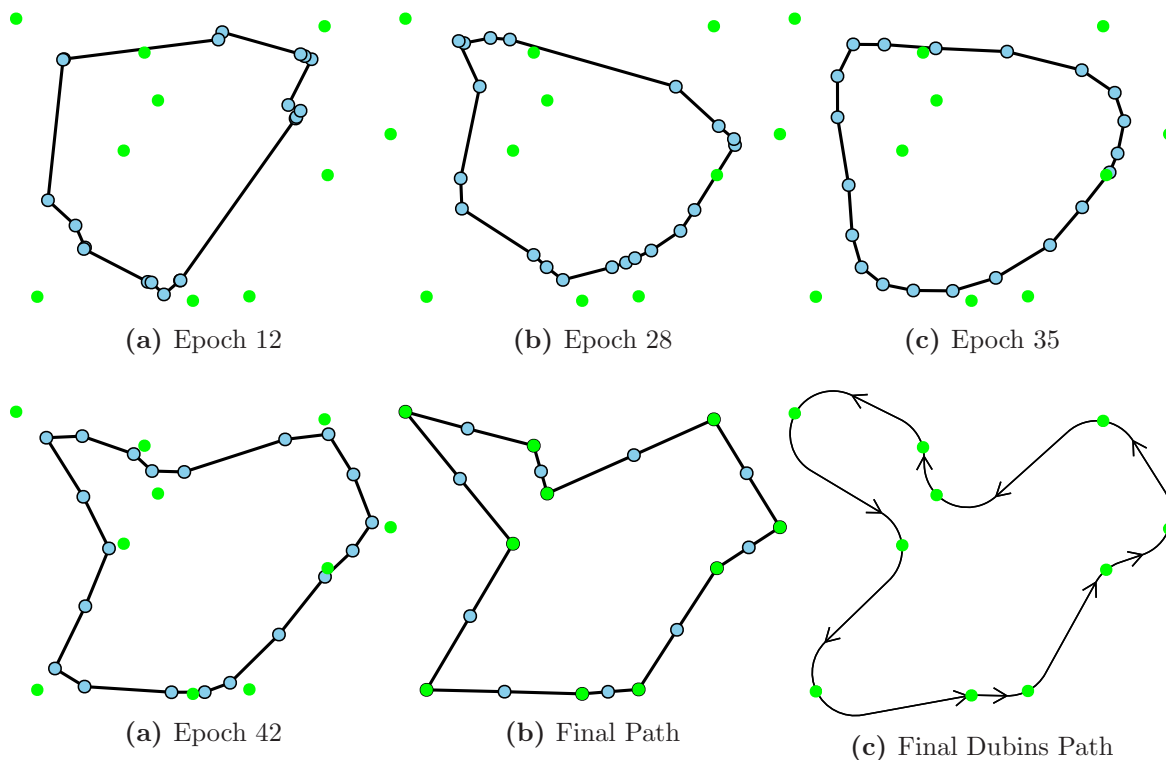 (a) Epoch 12
(b) Epoch 28
(c) Epoch 35
(a) Epoch 42
(b) Final Path
(c) Final Dubins Path